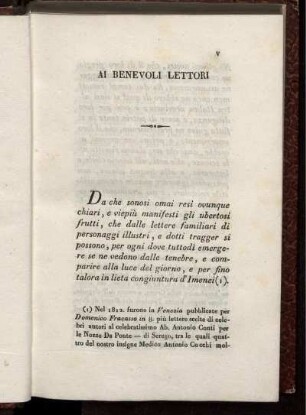 v
AI BENEVOLI LETTORI
Da che sonosi omai resi ovunque
chiari, e vieppiù manifesti gli ubertosi
frutti, che dalle lettere familiari di
personaggi illustri, e dotti tragger si
possono, per ogni dove tuttodì emerge-
re se ne vedono dalle tenebre, e com-
parire alla luce del giorno, e per fino
talora in lieta congiuntura d'Imenei (1).
(1) Nel 1812. furono in Venezia pubblicate per
Domenico Fracasso in 8. più lettere scelte di cele-
bri autori al celebratissimo Ab. Antonio Conti per
le Nozze Da Ponte — di Serego, tra le quali quat-
tro del nostro insigne Medico Antonio Cocchi mol-